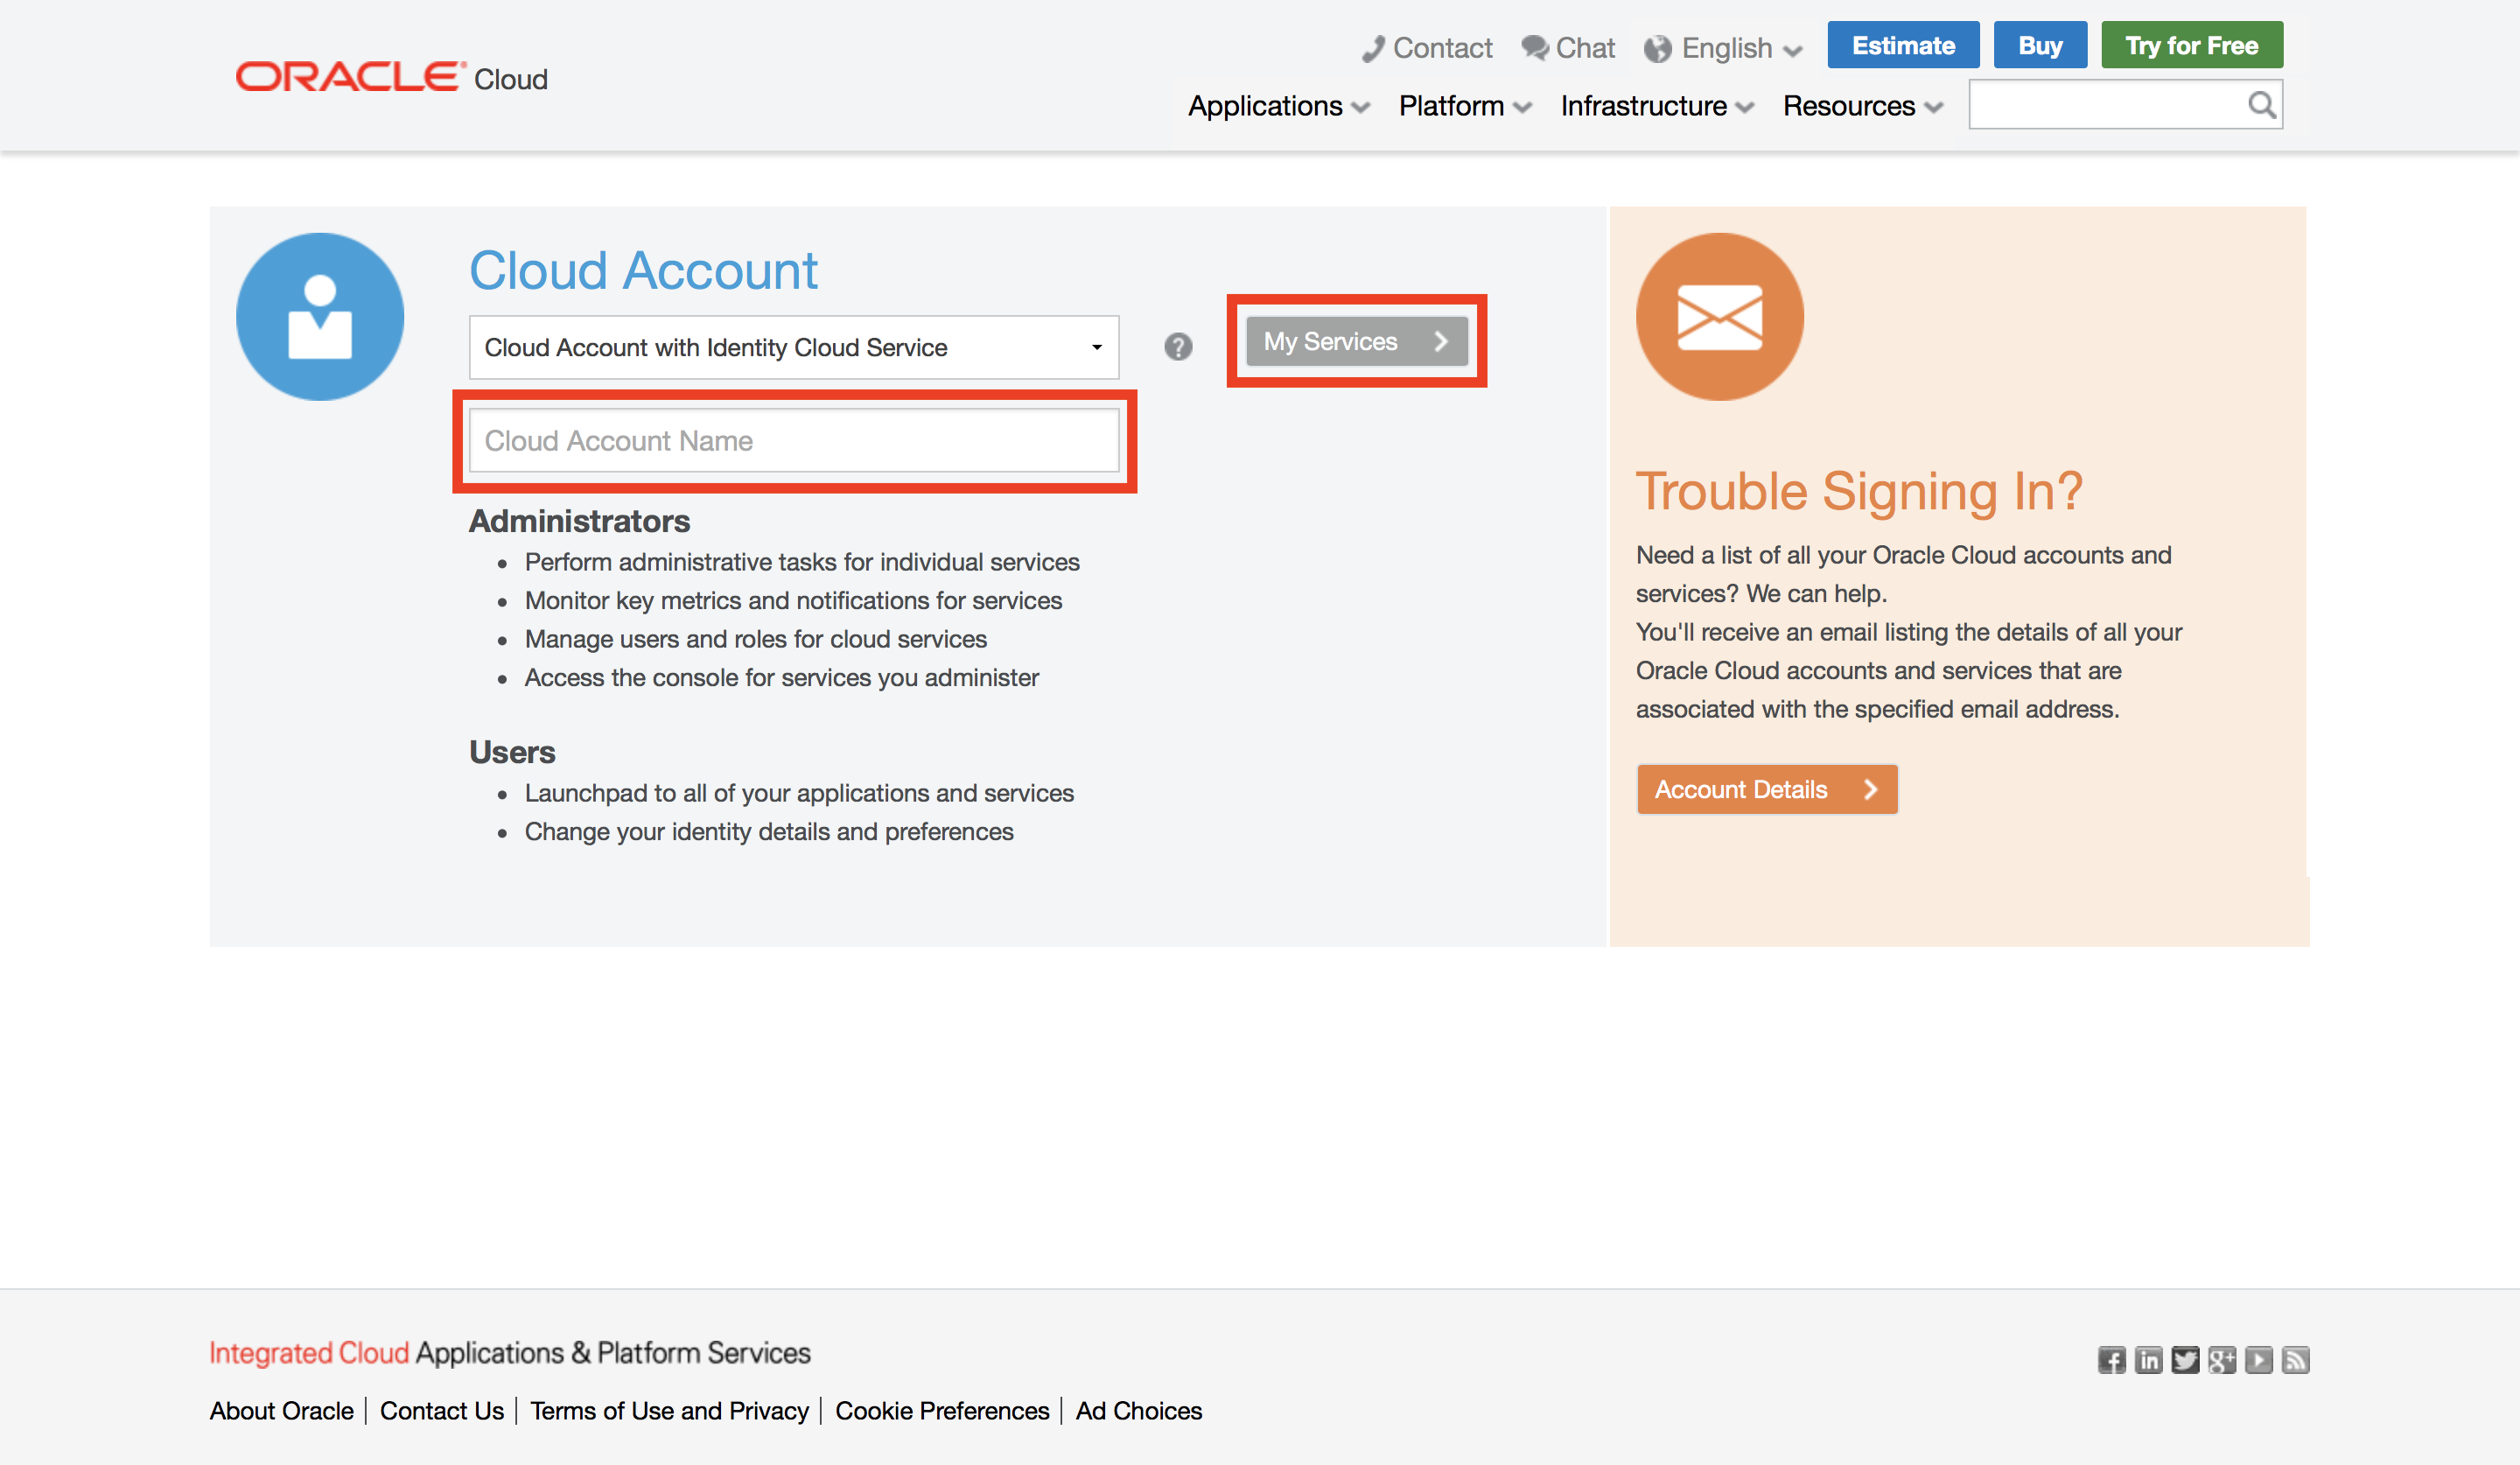 ORACLE Cloud
Contact Chat English Estimate Buy Try for Free
Applications Platform Infrastructure Resources
Cloud Account
Cloud Account with Identity Cloud Service
? My Services
Cloud Account Name
Administrators
• Perform administrative tasks for individual services
• Monitor key metrics and notifications for services
• Manage users and roles for cloud services
• Access the console for services you administer
Users
• Launchpad to all of your applications and services
• Change your identity details and preferences
Trouble Signing In?
Need a list of all your Oracle Cloud accounts and
services? We can help.
You'll receive an email listing the details of all your
Oracle Cloud accounts and services that are
associated with the specified email address.
Account Details
Integrated Cloud Applications & Platform Services
f in g+
About Oracle | Contact Us | Terms of Use and Privacy | Cookie Preferences | Ad Choices